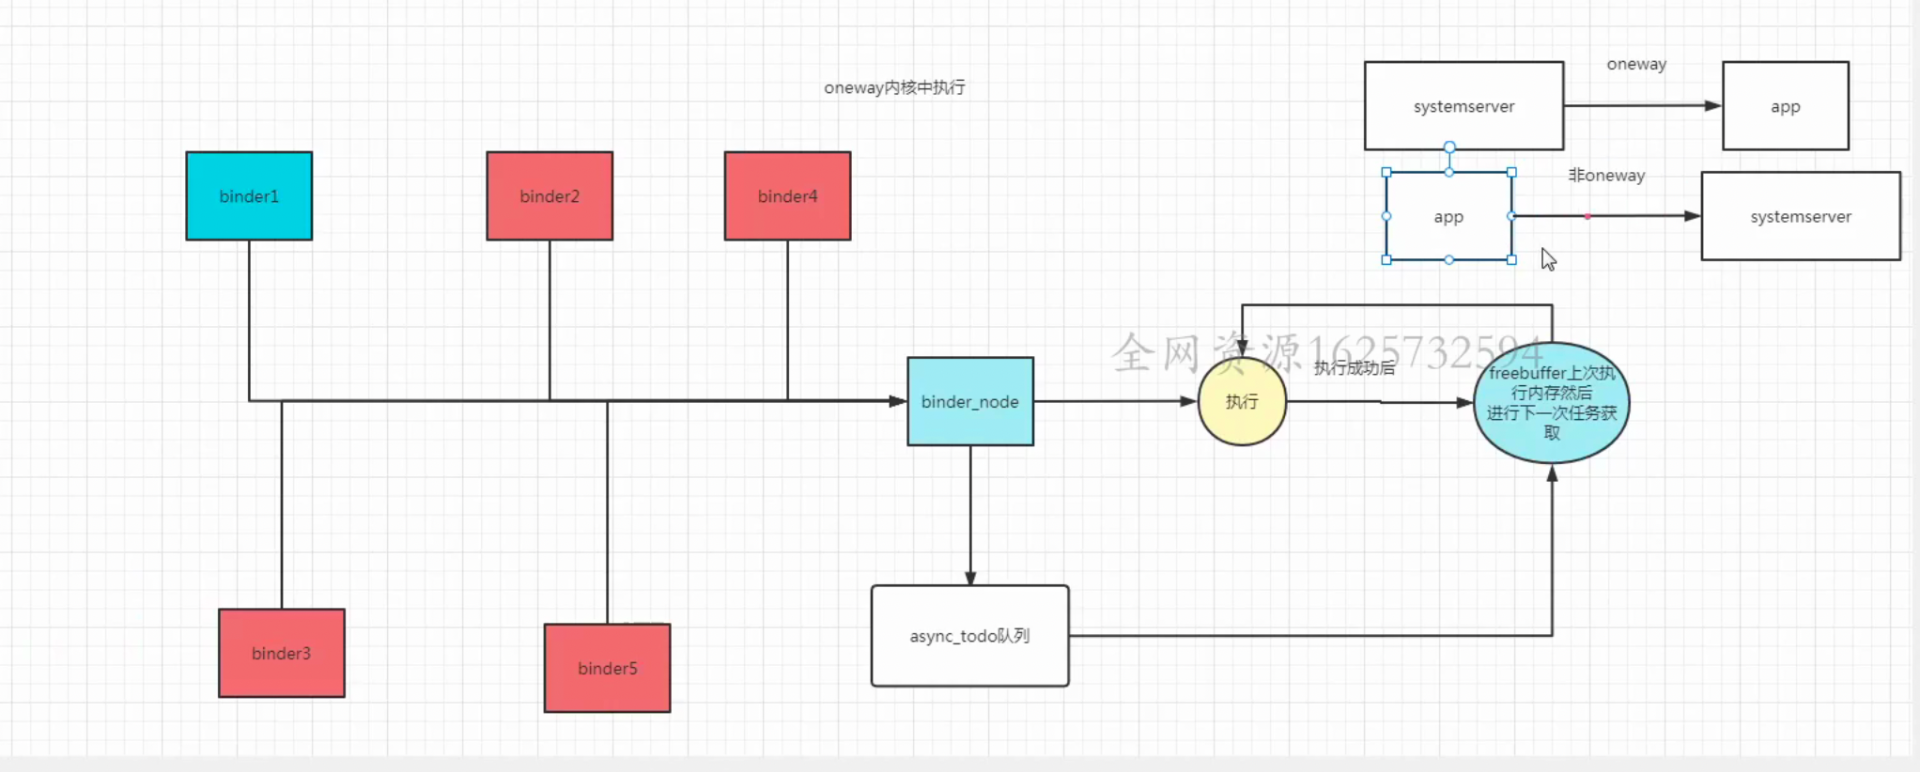 oneway内核中执行
oneway
systemserver
app
非oneway
app
systemserver
binder1
binder2
binder4
全网资源1625732594
执行成功后
binder_node
执行
freebuffer上次执
行内存然后
进行下一次任务获
取
async_todo队列
binder3
binder5